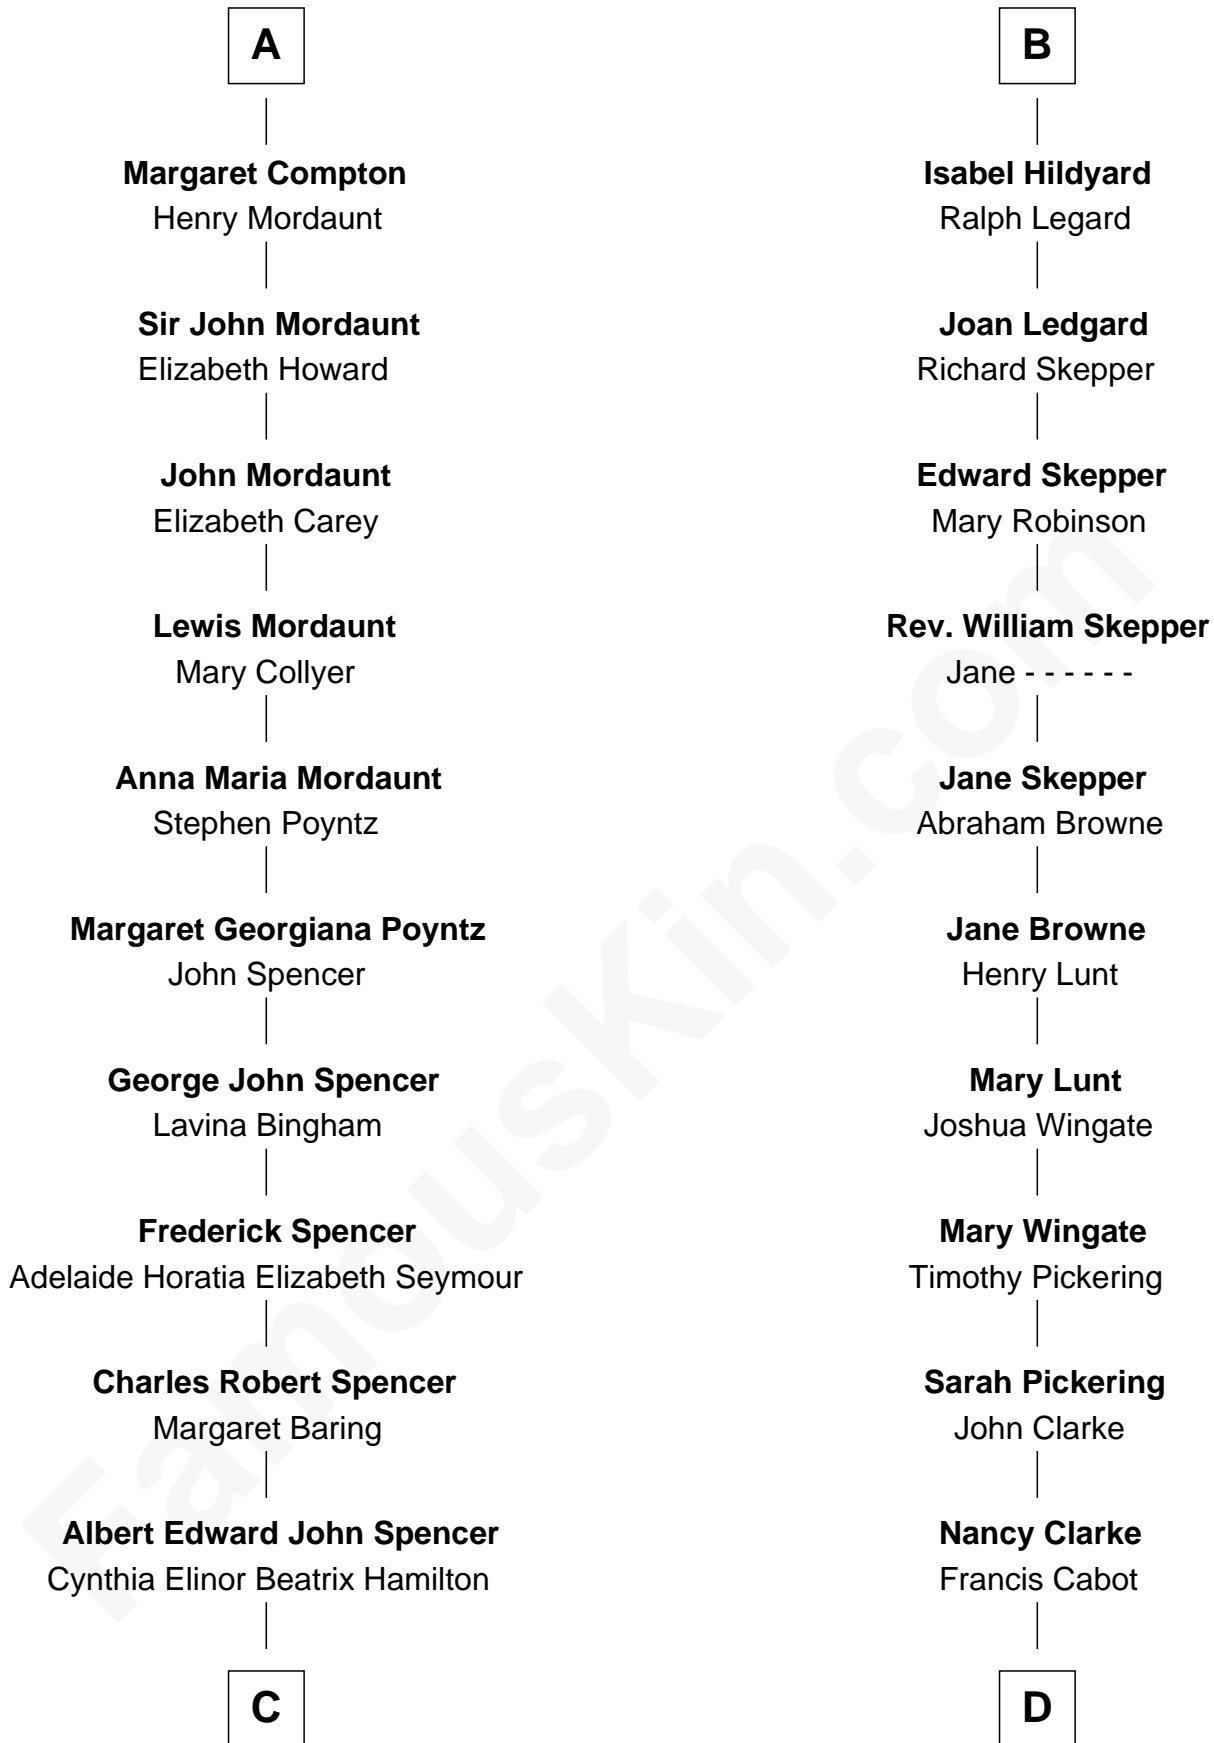 A
Margaret Compton
Henry Mordaunt
Sir John Mordaunt
Elizabeth Howard
John Mordaunt
Elizabeth Carey
Lewis Mordaunt
Mary Collyer
Anna Maria Mordaunt
Stephen Poyntz
Margaret Georgiana Poyntz
John Spencer
George John Spencer
Lavina Bingham
Frederick Spencer
Adelaide Horatia Elizabeth Seymour
Charles Robert Spencer
Margaret Baring
Albert Edward John Spencer
Cynthia Elinor Beatrix Hamilton
C
B
Isabel Hildyard
Ralph Legard
Joan Ledgard
Richard Skepper
Edward Skepper
Mary Robinson
Rev. William Skepper
Jane - - - - - -
Jane Skepper
Abraham Browne
Jane Browne
Henry Lunt
Mary Lunt
Joshua Wingate
Mary Wingate
Timothy Pickering
Sarah Pickering
John Clarke
Nancy Clarke
Francis Cabot
D
FamousKin.com